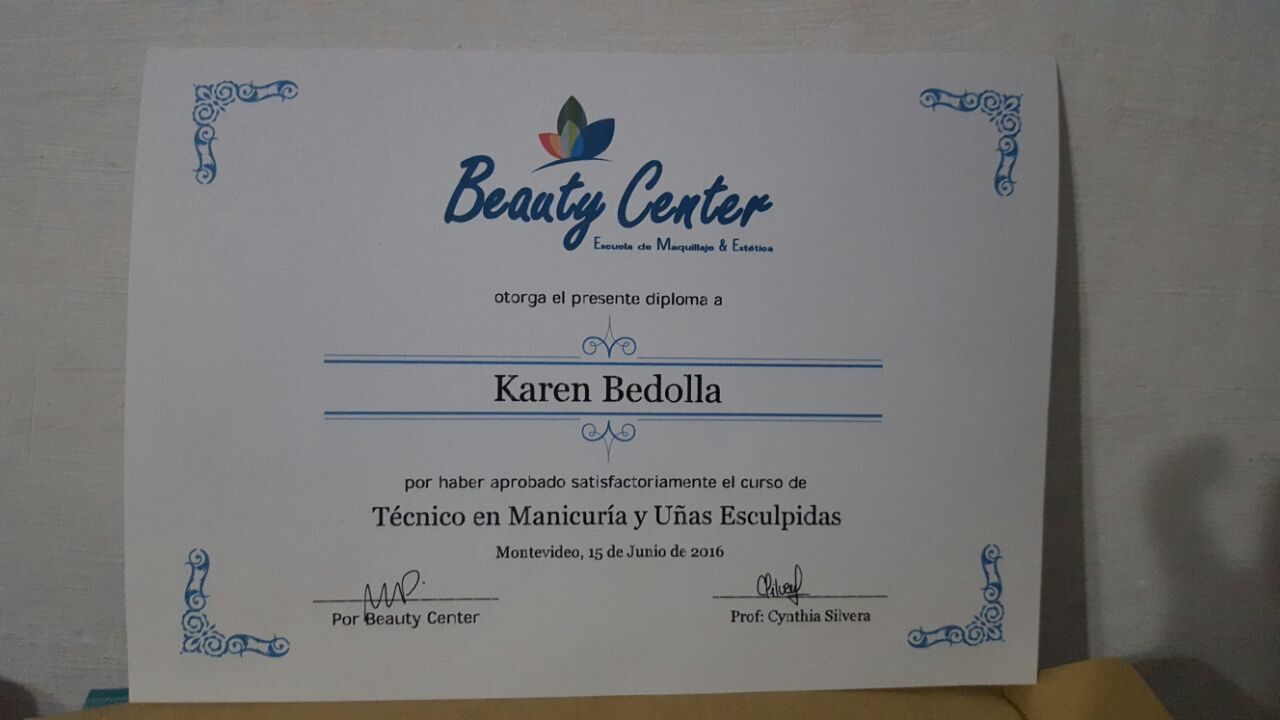 Beauty Center
Escuela de Maquillaje & Estética
otorga el presente diploma a
Karen Bedolla
por haber aprobado satisfactoriamente el curso de
Técnico en Manicuría y Uñas Esculpidas
Montevideo, 15 de Junio de 2016
Por Beauty Center
Prof: Cynthia Silvera